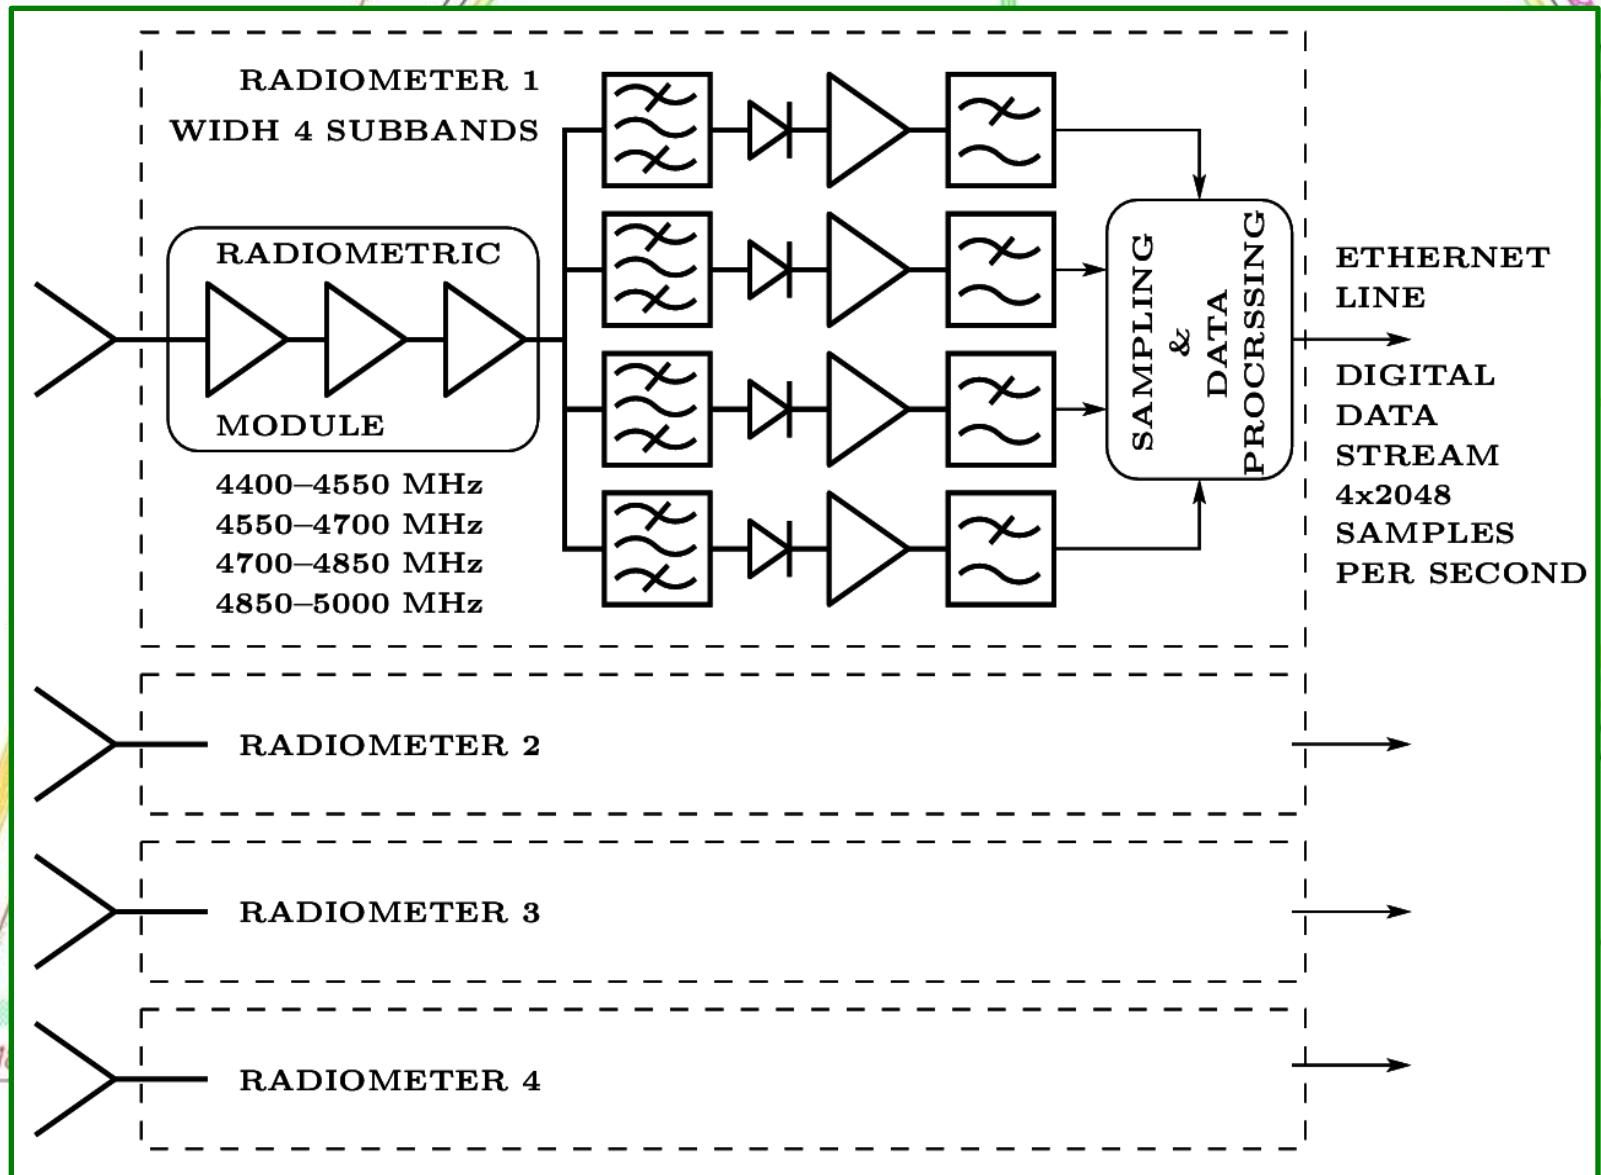 RADIOMETER 1
WIDH 4 SUBBANDS
RADIOMETRIC
MODULE
4400–4550 MHz
4550–4700 MHz
4700–4850 MHz
4850–5000 MHz
SAMPLING
&
DATA
PROCRSSING
ETHERNET
LINE
DIGITAL
DATA
STREAM
4x2048
SAMPLES
PER SECOND
RADIOMETER 2
RADIOMETER 3
RADIOMETER 4